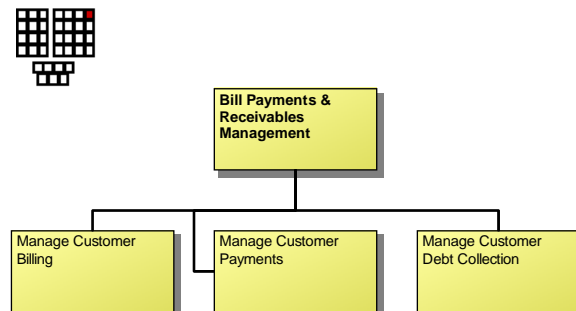 Bill Payments &
Receivables
Management
Manage Customer
Billing
Manage Customer
Payments
Manage Customer
Debt Collection